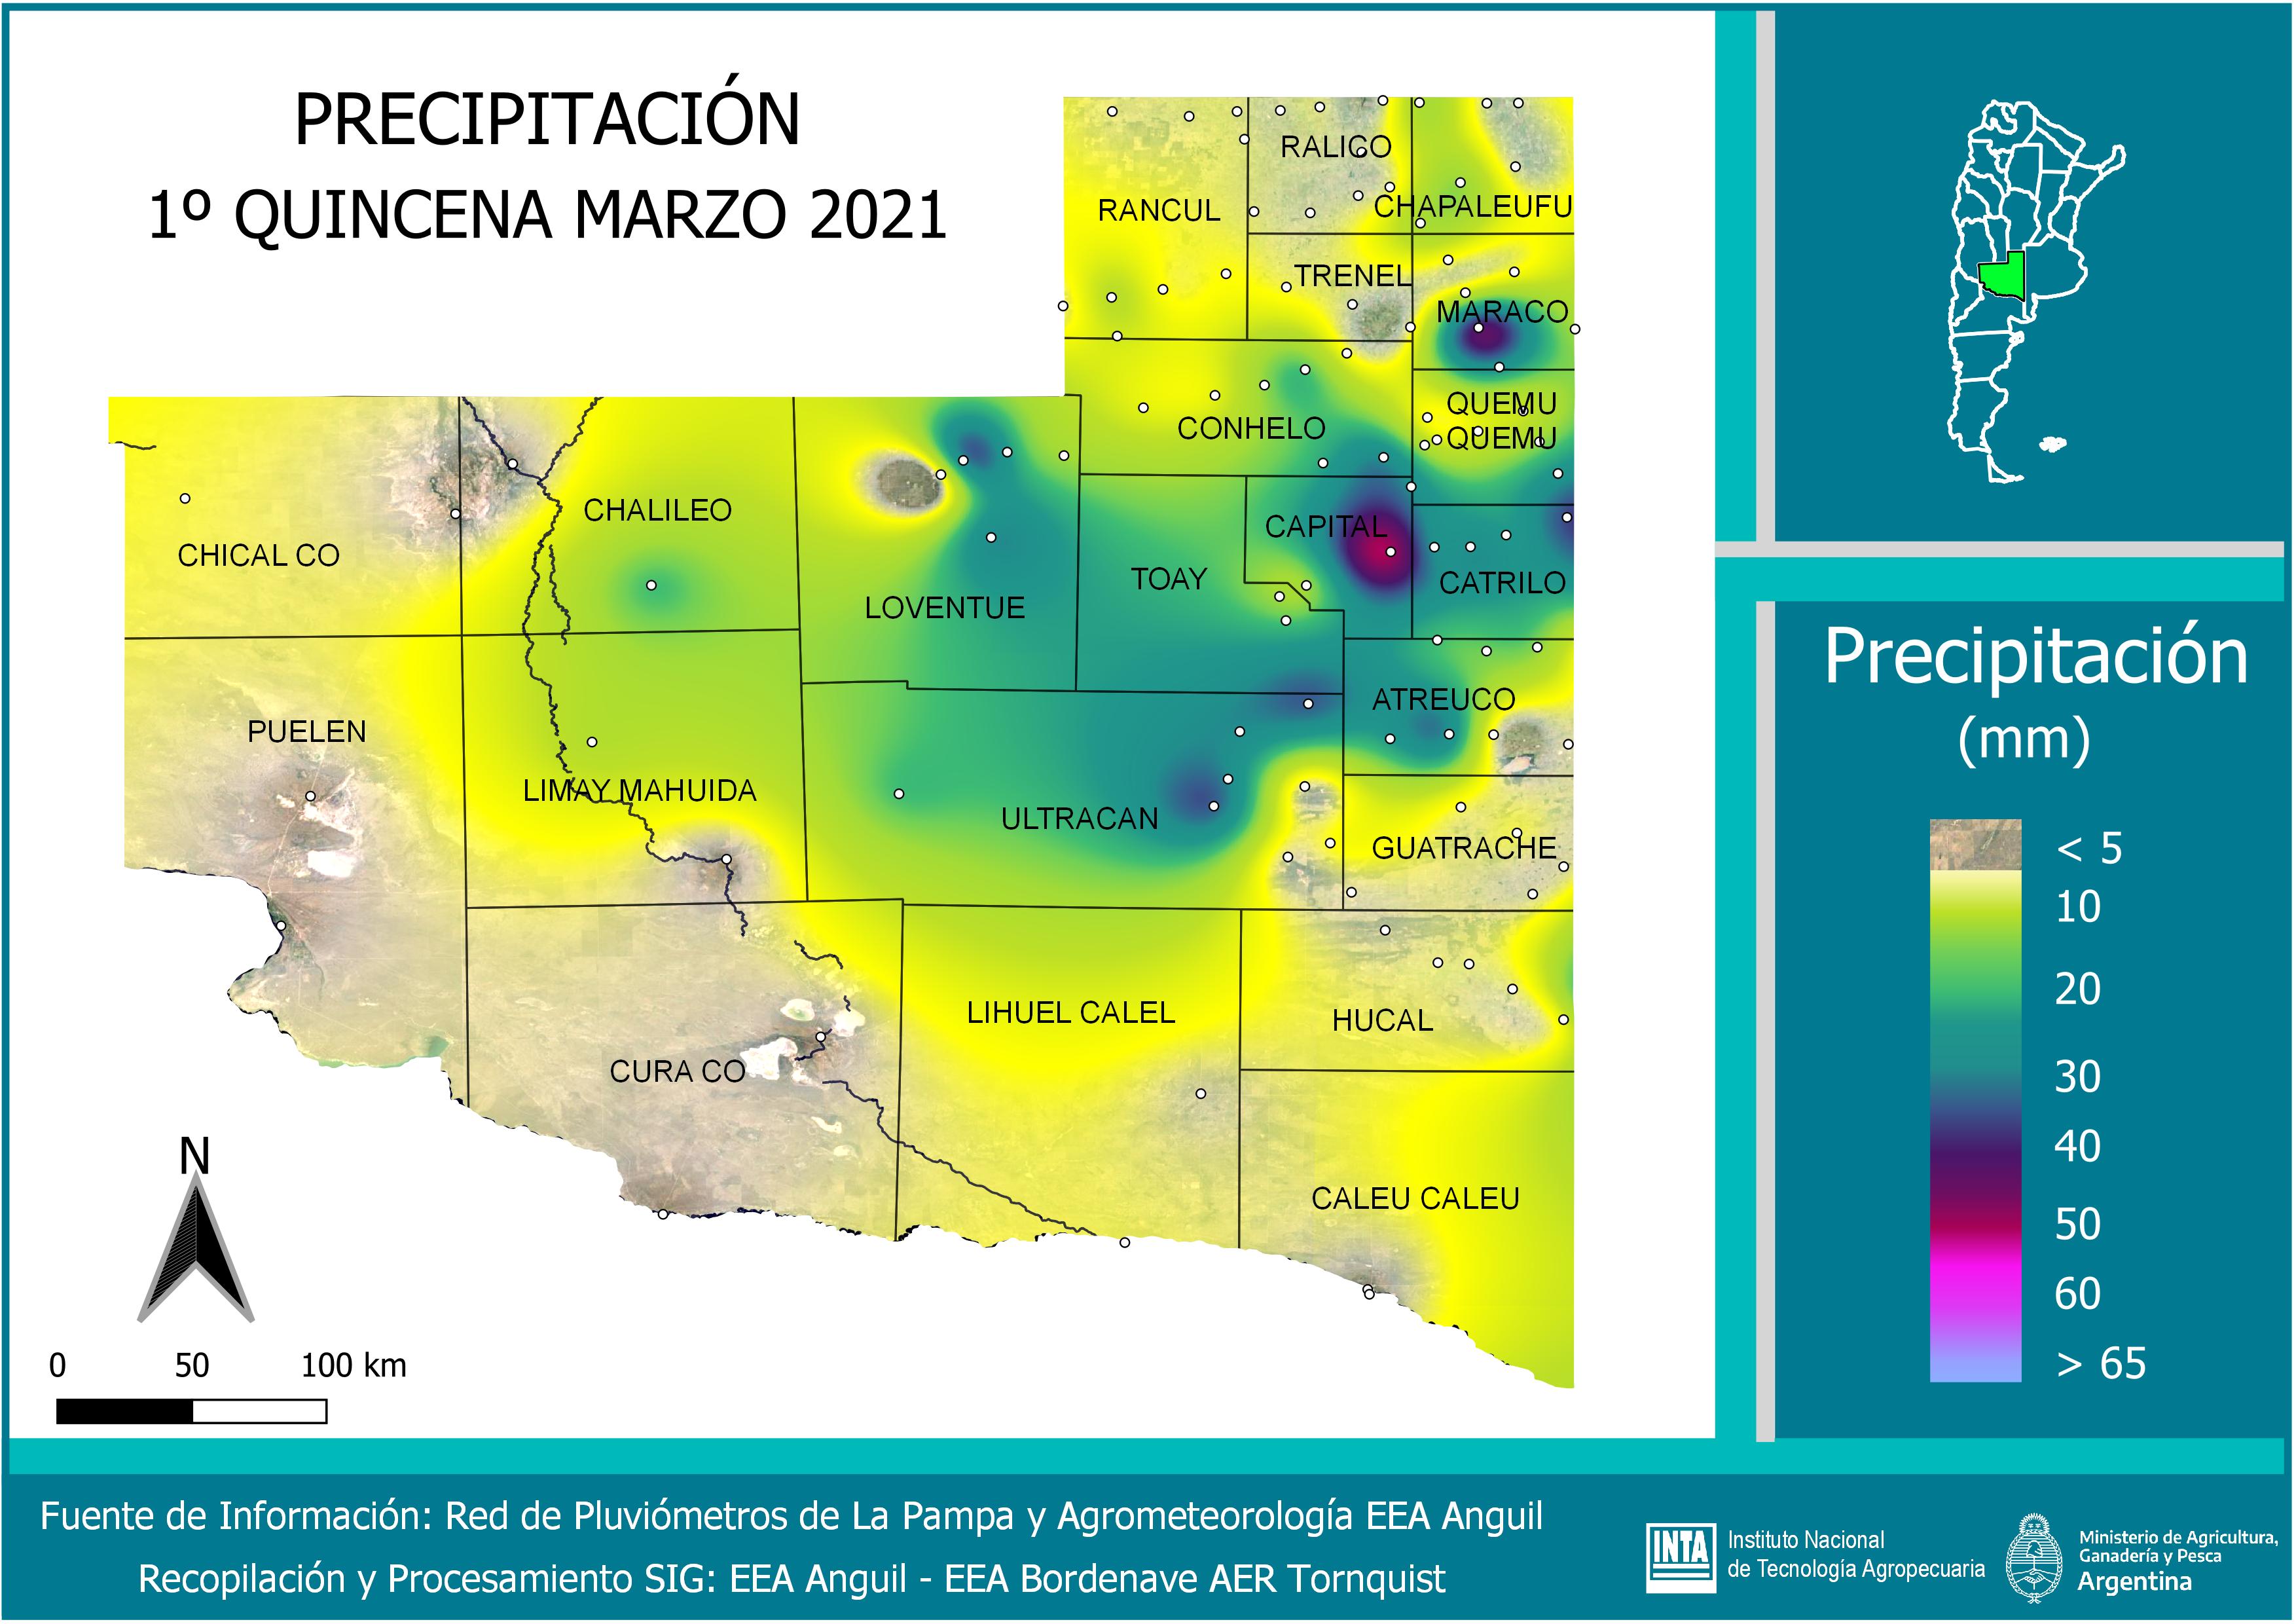 PRECIPITACIÓN
1º QUINCENA MARZO 2021
RALICO
RANCUL
CHAPALEUFU
TRENEL
MARACO
QUEMU
QUEMU
CONHELO
CHALILEO
CAPITAL
CHICAL CO
TOAY
CATRILO
LOVENTUE
PUELEN
ATREUCO
LIMAY MAHUIDA
ULTRACAN
GUATRACHE
LIHUEL CALEL
HUCAL
CURA CO
CALEU CALEU
N
0 50 100 km
Precipitación
(mm)
< 5
10
20
30
40
50
60
> 65
Fuente de Información: Red de Pluviómetros de La Pampa y Agrometeorología EEA Anguil
Recopilación y Procesamiento SIG: EEA Anguil - EEA Bordenave AER Tornquist
INTA
Instituto Nacional
de Tecnología Agropecuaria
Ministerio de Agricultura,
Ganadería y Pesca
Argentina